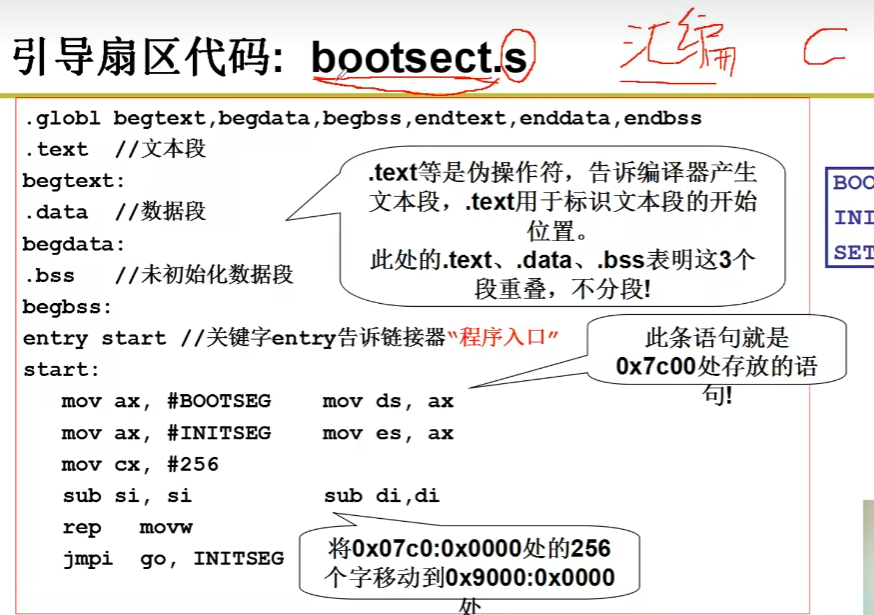 引导扇区代码: bootsect.s
汇编 C
.globl begtext,begdata,begbss,endtext,enddata,endbss
.text //文本段
begtext:
.data //数据段
begdata:
.bss //未初始化数据段
begbss:
entry start //关键字entry告诉链接器“程序入口”
start:
mov ax, #BOOTSEG mov ds, ax
mov ax, #INITSEG mov es, ax
mov cx, #256
sub si, si sub di,di
rep movw
jmpi go, INITSEG
.text等是伪操作符，告诉编译器产生
文本段，.text用于标识文本段的开始
位置。
此处的.text、.data、.bss表明这3个
段重叠，不分段!
此条语句就是
0x7c00处存放的语
句!
将0x07c0:0x0000处的256
个字移动到0x9000:0x0000
处
BOO
INI
SET